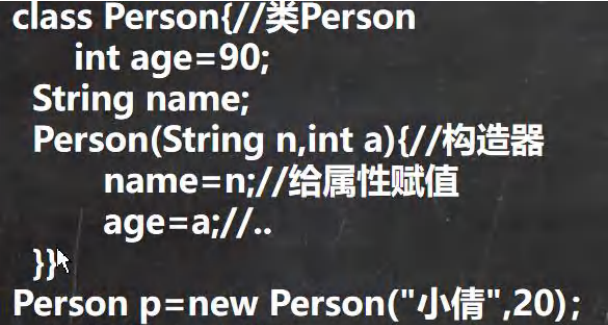 class Person{//类Person
int age=90;
String name;
Person(String n,int a){//构造器
name=n;//给属性赋值
age=a;//..
}}
Person p=new Person("小倩",20);